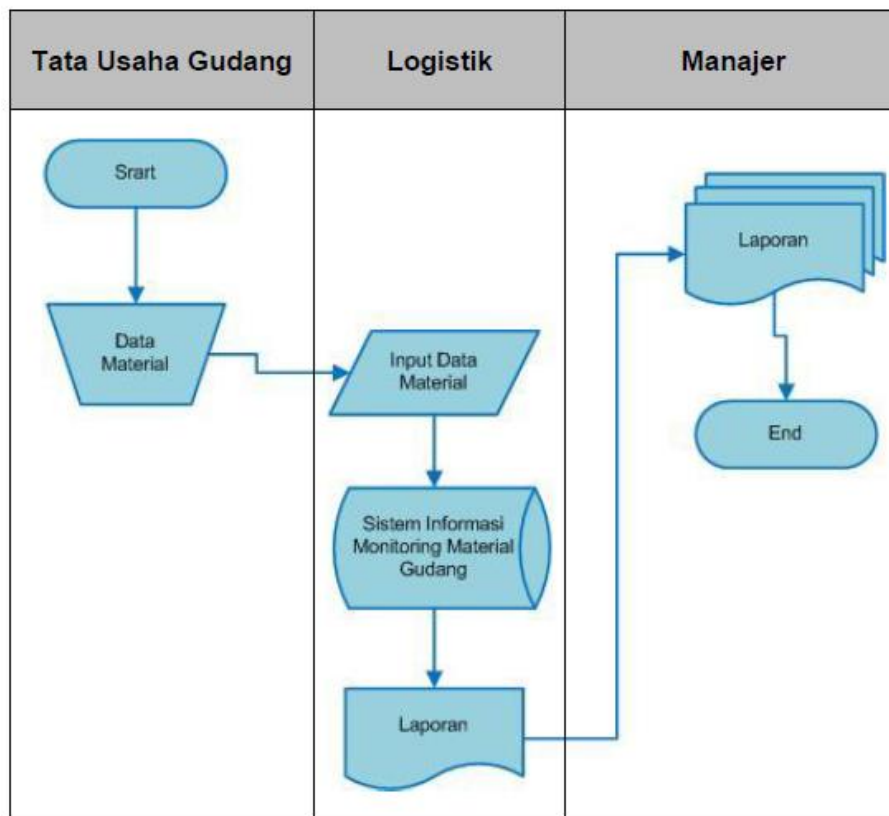 Tata Usaha Gudang
Logistik
Manajer
Srart
Data
Material
Input Data
Material
Sistem Informasi
Monitoring Material
Gudang
Laporan
Laporan
End